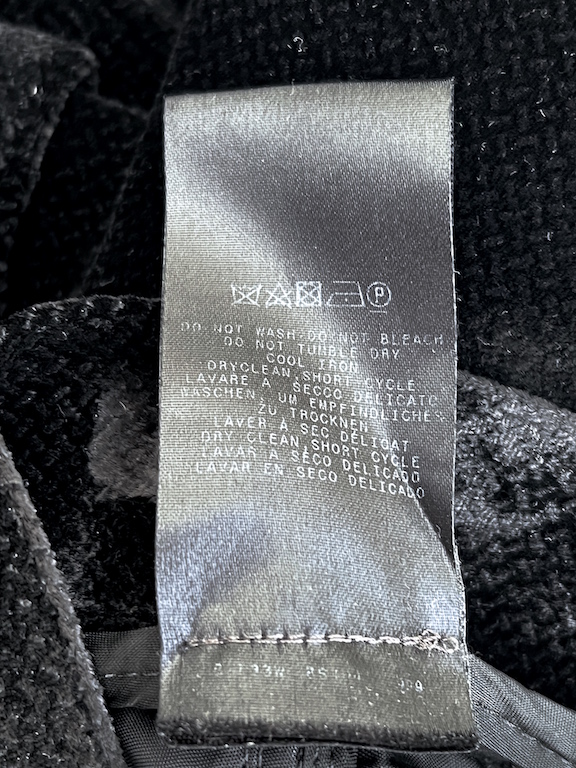 P
DO NOT WASH,DO NOT BLEACH
DO NOT TUMBLE DRY
COOL IRON
DRYCLEAN,SHORT CYCLE
LAVARE A SECCO DELICATO
WASCHEN, UM EMPFINDLICHES
ZU TROCKNEN
LAVER A SEC DÉLICAT
DRY CLEAN,SHORT CYCLE
LAVAR A SECO DELICADO
LAVAR EN SECO DELICADO